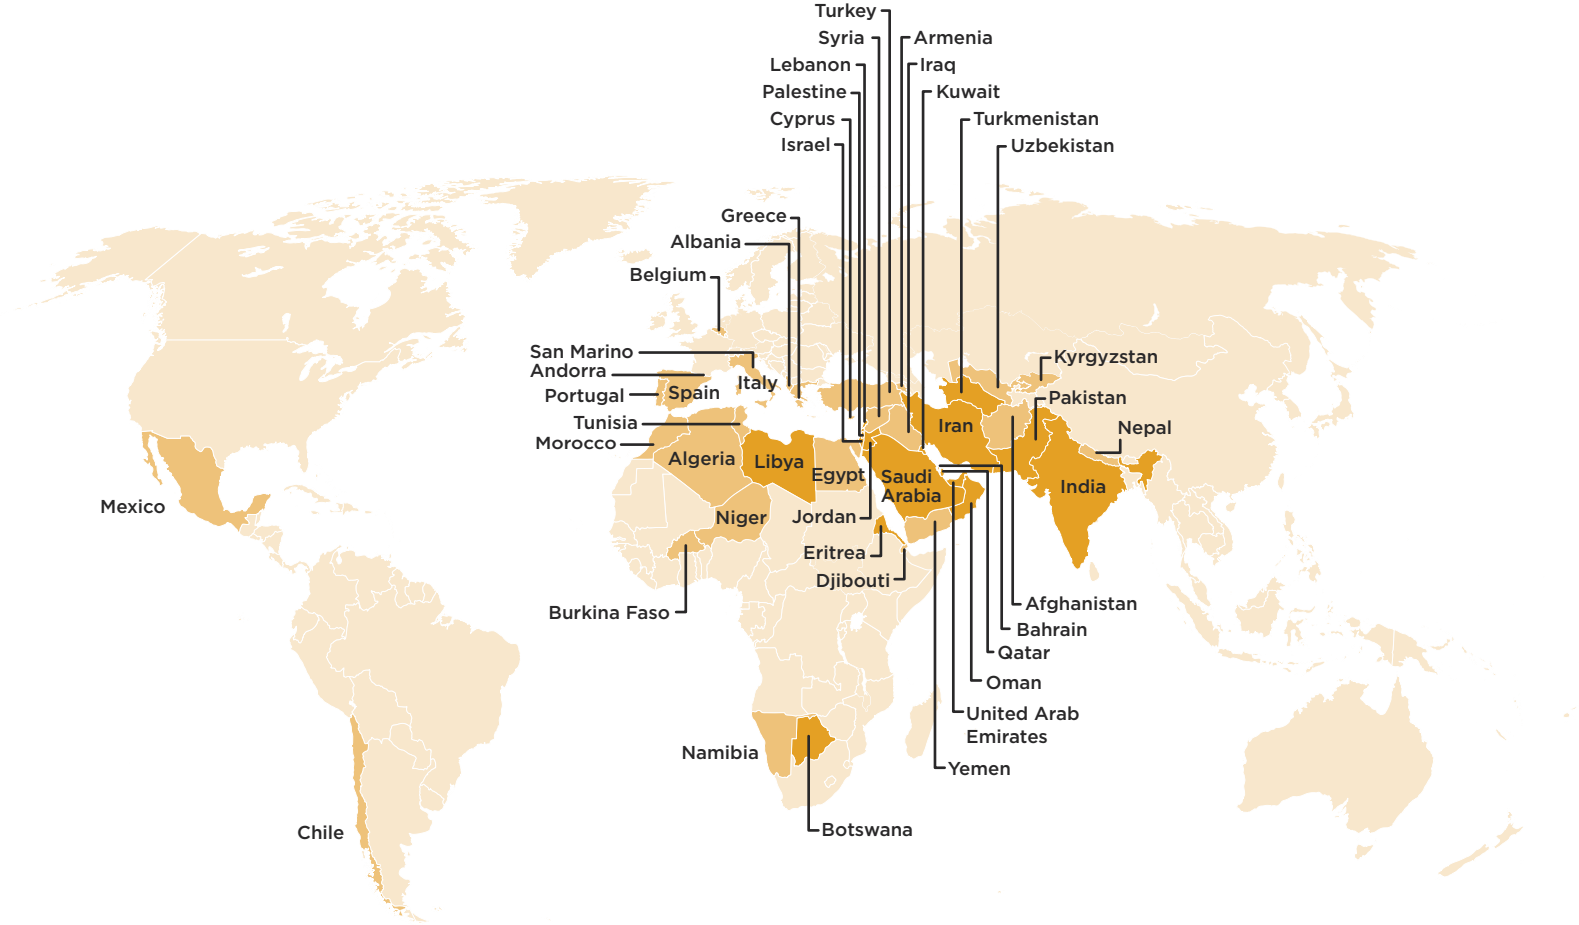 Turkey
Syria
Armenia
Lebanon
Iraq
Palestine
Kuwait
Cyprus
Turkmenistan
Israel
Uzbekistan
Greece
Albania
Belgium
San Marino
Andorra
Kyrgyzstan
Italy
Portugal
Spain
Pakistan
Tunisia
Iran
Nepal
Morocco
Algeria
Libya
Egypt
Saudi
Arabia
India
Mexico
Niger
Jordan
Eritrea
Djibouti
Burkina Faso
Afghanistan
Bahrain
Qatar
Oman
United Arab
Emirates
Namibia
Yemen
Chile
Botswana